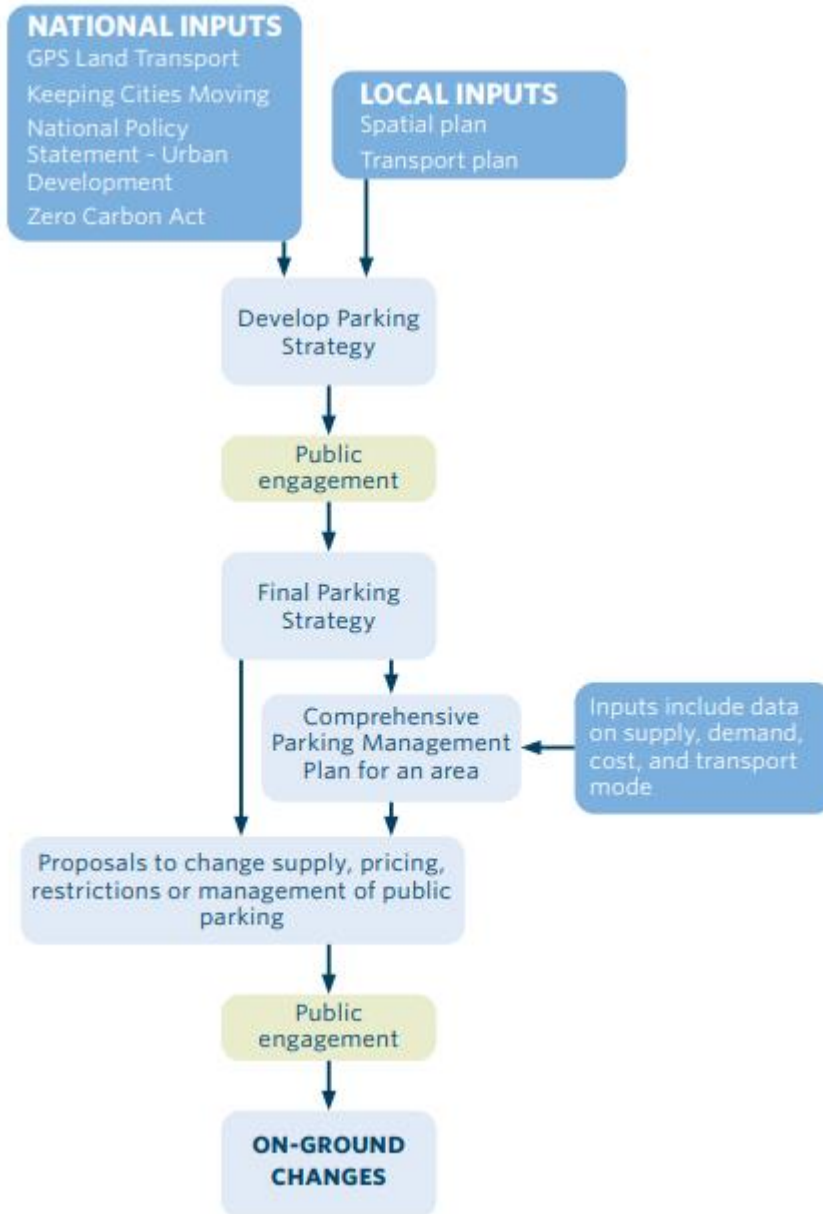 NATIONAL INPUTS
GPS Land Transport
Keeping Cities Moving
National Policy
Statement - Urban
Development
Zero Carbon Act
LOCAL INPUTS
Spatial plan
Transport plan
Develop Parking
Strategy
Public
engagement
Final Parking
Strategy
Comprehensive
Parking Management
Plan for an area
Inputs include data
on supply, demand,
cost, and transport
mode
Proposals to change supply, pricing,
restrictions or management of public
parking
Public
engagement
ON-GROUND
CHANGES